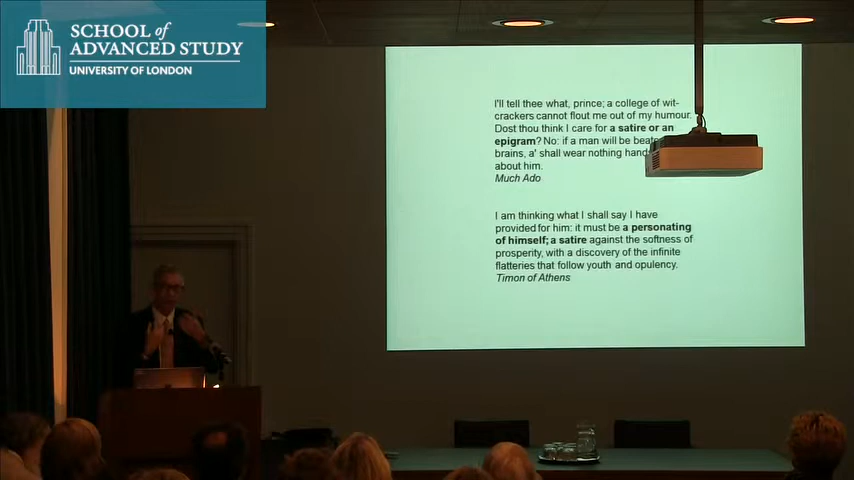 SCHOOL of
ADVANCED STUDY
UNIVERSITY OF LONDON
I'll tell thee what, prince; a college of wit-
crackers cannot flout me out of my humour.
Dost thou think I care for a satire or an
epigram? No: if a man will be
brains, a' shall wear nothing
about him.
Much Ado
I am thinking what I shall say I have
provided for him: it must be a personating
of himself; a satire against the softness of
prosperity, with a discovery of the infinite
flatteries that follow youth and opulency.
Timon of Athens